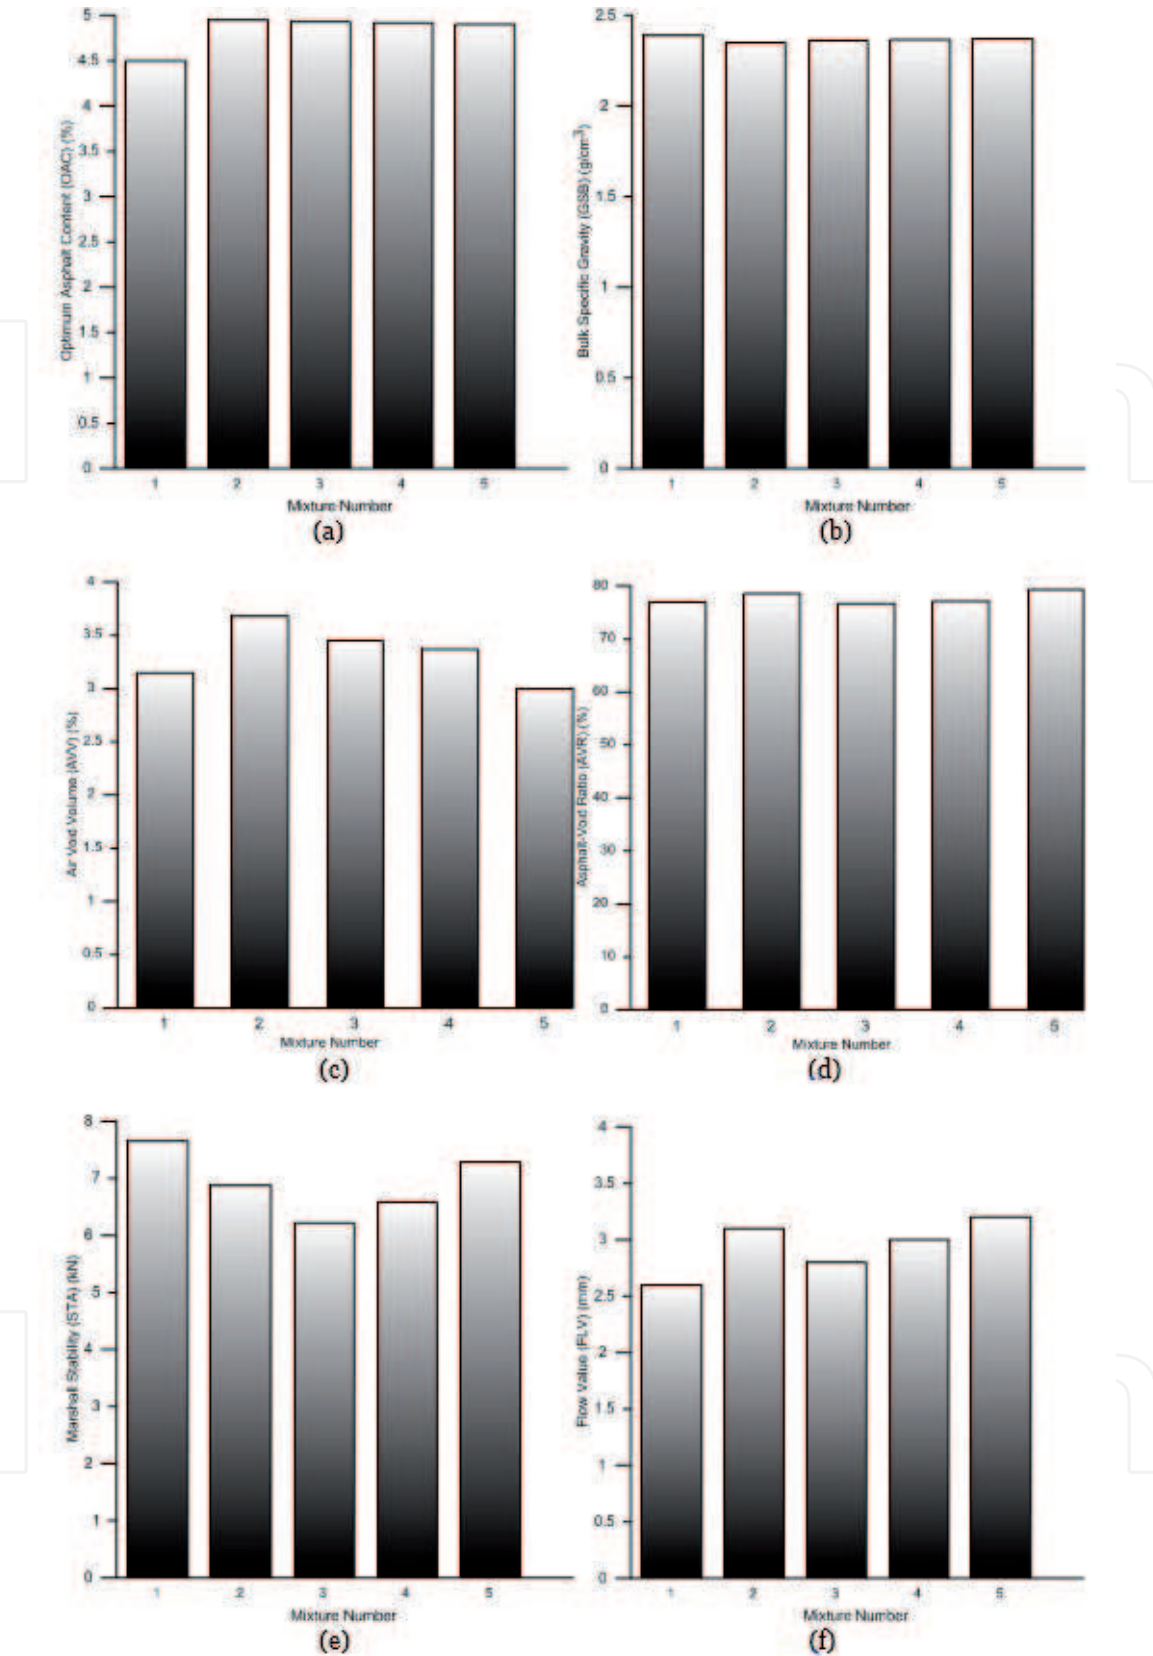 5
4.5
4
3.5
3
2.5
2
1.5
1
0.5
0
Optimum Asphalt Content (OAC) (%)
1 2 3 4 5
Mixture Number
(a)
2.5
2
1.5
1
0.5
0
Bulk Specific Gravity (GSB) (g/cm³)
1 2 3 4 5
Mixture Number
(b)
4
3.5
3
2.5
2
1.5
1
0.5
0
Air Void Volume (AVV) (%)
1 2 3 4 5
Mixture Number
(c)
80
70
60
50
40
30
20
10
0
Asphalt-Void Ratio (AVR) (%)
1 2 3 4 5
Mixture Number
(d)
8
7
6
5
4
3
2
1
0
Marshall Stability (STA) (kN)
1 2 3 4 5
Mixture Number
(e)
4
3.5
3
2.5
2
1.5
1
0.5
0
Flow Value (FLV) (mm)
1 2 3 4 5
Mixture Number
(f)